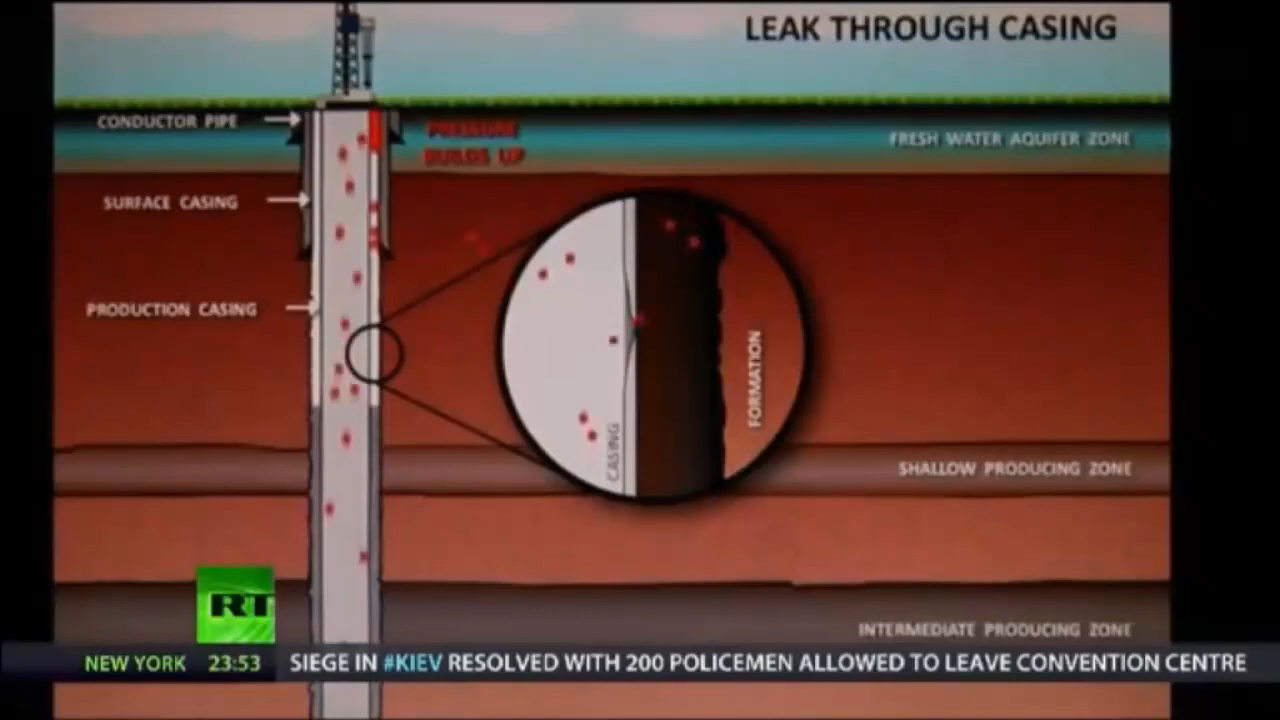 LEAK THROUGH CASING
CONDUCTOR PIPE
PRESSURE
BUILDS UP
FRESH WATER AQUIFER ZONE
SURFACE CASING
PRODUCTION CASING
FORMATION
CASING
SHALLOW PRODUCING ZONE
INTERMEDIATE PRODUCING ZONE
RT
NEW YORK 23:53 SIEGE IN #KIEV RESOLVED WITH 200 POLICEMEN ALLOWED TO LEAVE CONVENTION CENTRE